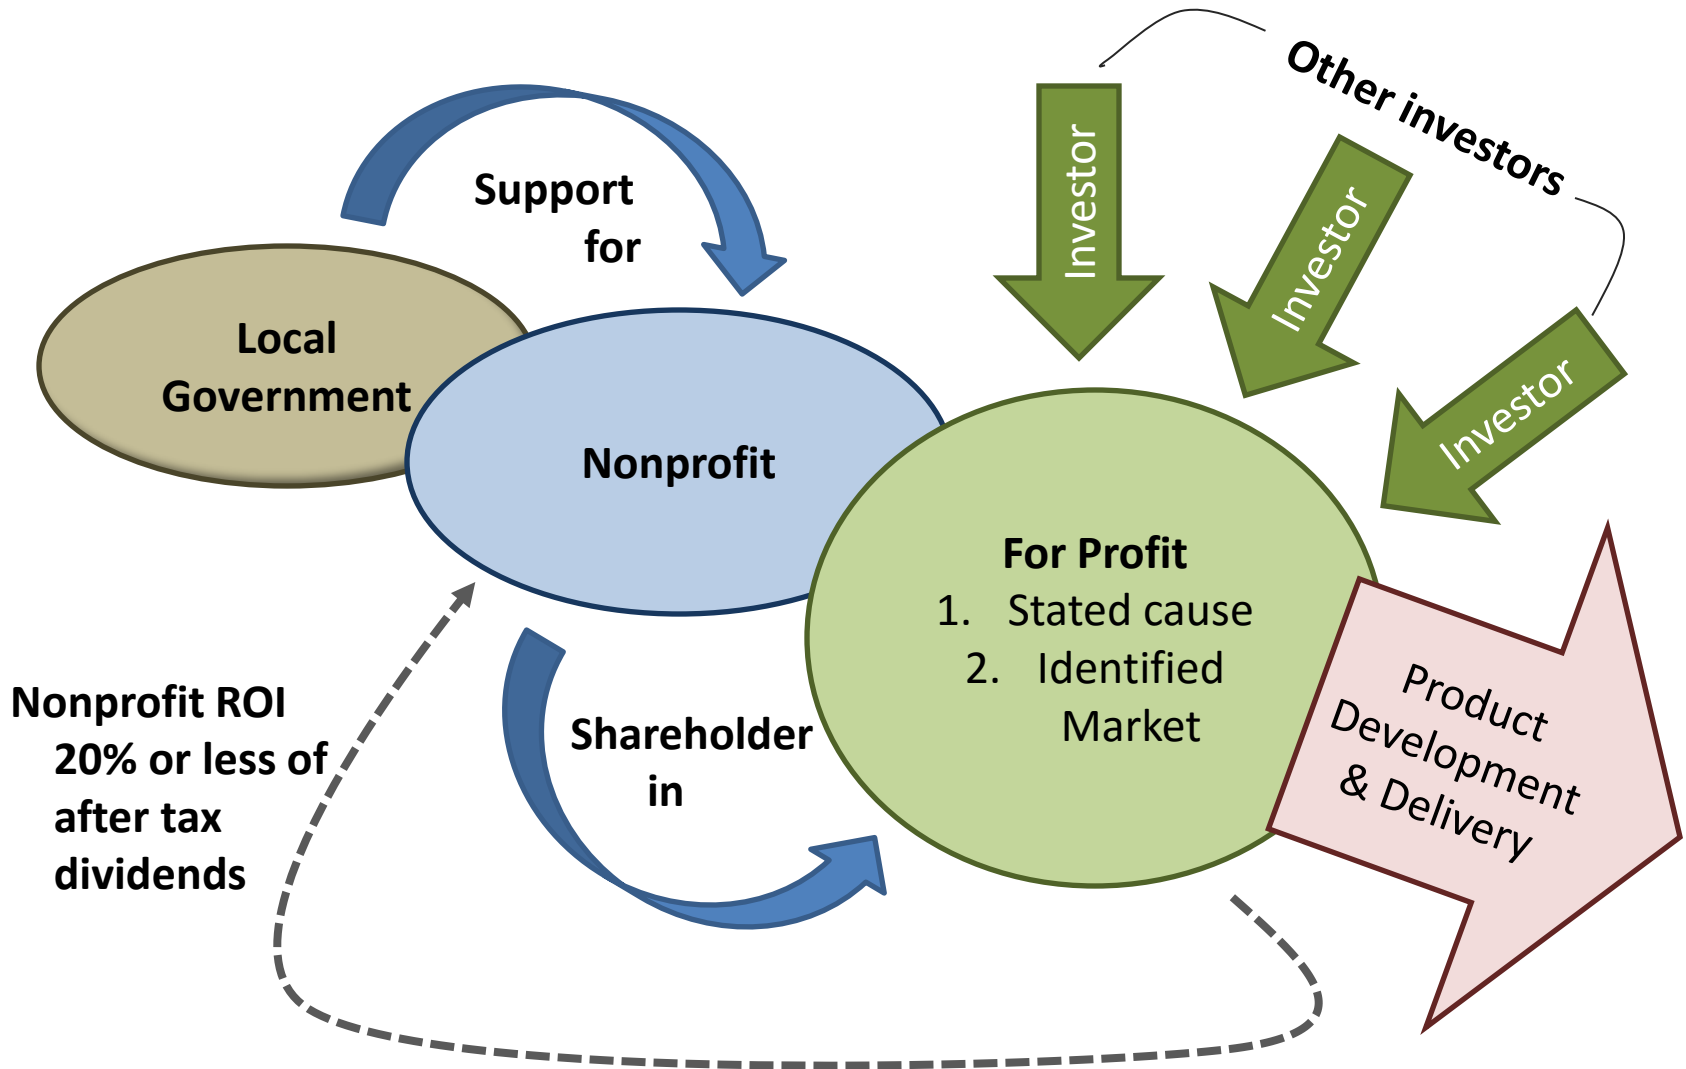 Other investors
Investor
Investor
Investor
Support
for
Local
Government
Nonprofit
For Profit
1. Stated cause
2. Identified
Market
Product
Development
& Delivery
Shareholder
in
Nonprofit ROI
20% or less of
after tax
dividends